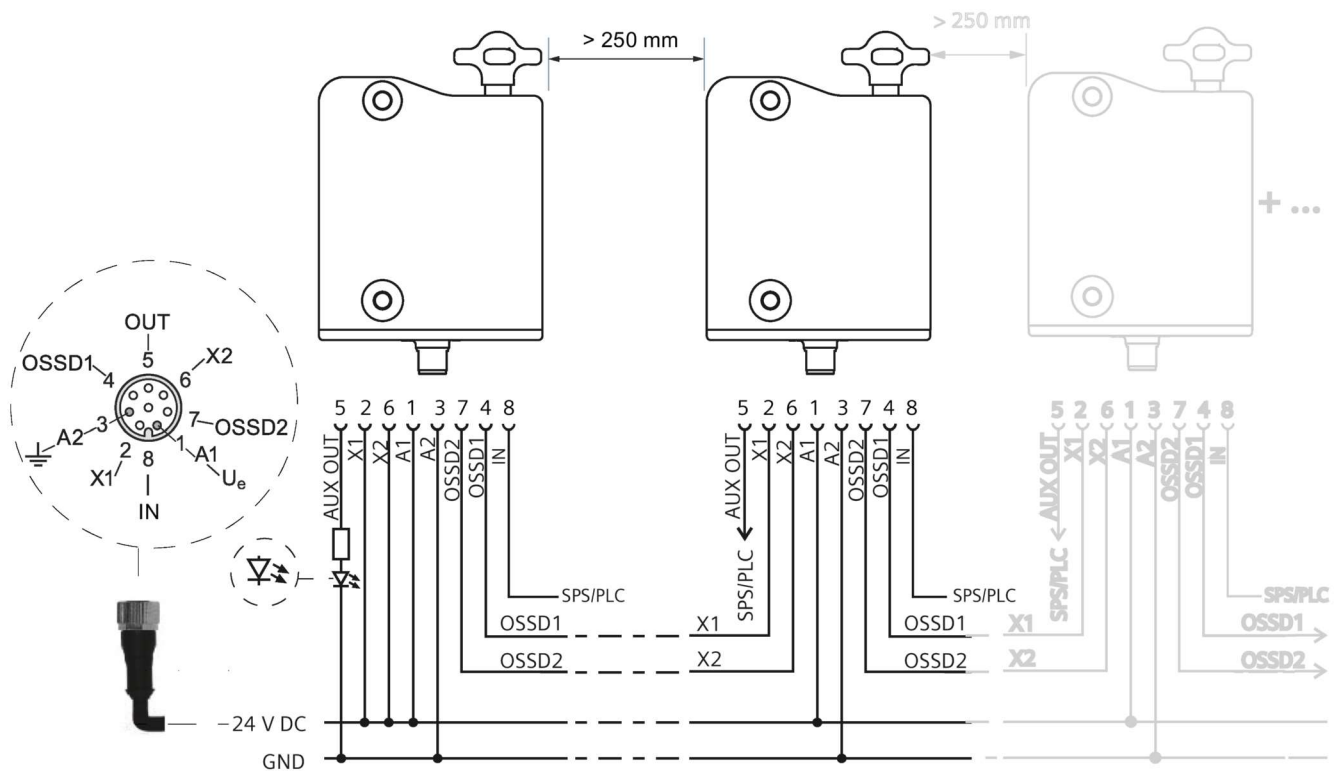 > 250 mm
> 250 mm
+ ...
OUT
5
OSSD1
4
X2
6
3
A2
7
OSSD2
2
X1
8
IN
1
A1
Ue
5 2 6 1 3 7 4 8
AUX OUT
X1
X2
A1
A2
OSSD2
OSSD1
IN
SPS/PLC
OSSD1
OSSD2
5 2 6 1 3 7 4 8
AUX OUT
X1
X2
A1
A2
OSSD2
OSSD1
IN
SPS/PLC
SPS/PLC
X1
X2
OSSD1
OSSD2
5 2 6 1 3 7 4 8
AUX OUT
X1
X2
A1
A2
OSSD2
OSSD1
IN
SPS/PLC
SPS/PLC
X1
X2
OSSD1
OSSD2
24 V DC
GND